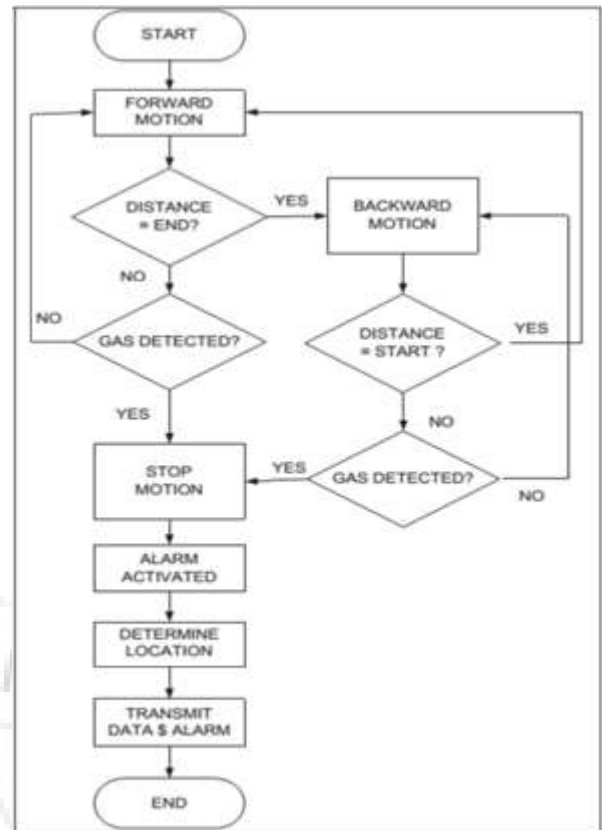 START
FORWARD
MOTION
DISTANCE
= END?
YES
BACKWARD
MOTION
NO
NO
GAS DETECTED?
DISTANCE
= START ?
YES
YES
NO
STOP
MOTION
YES
GAS DETECTED?
NO
ALARM
ACTIVATED
DETERMINE
LOCATION
TRANSMIT
DATA $ ALARM
END